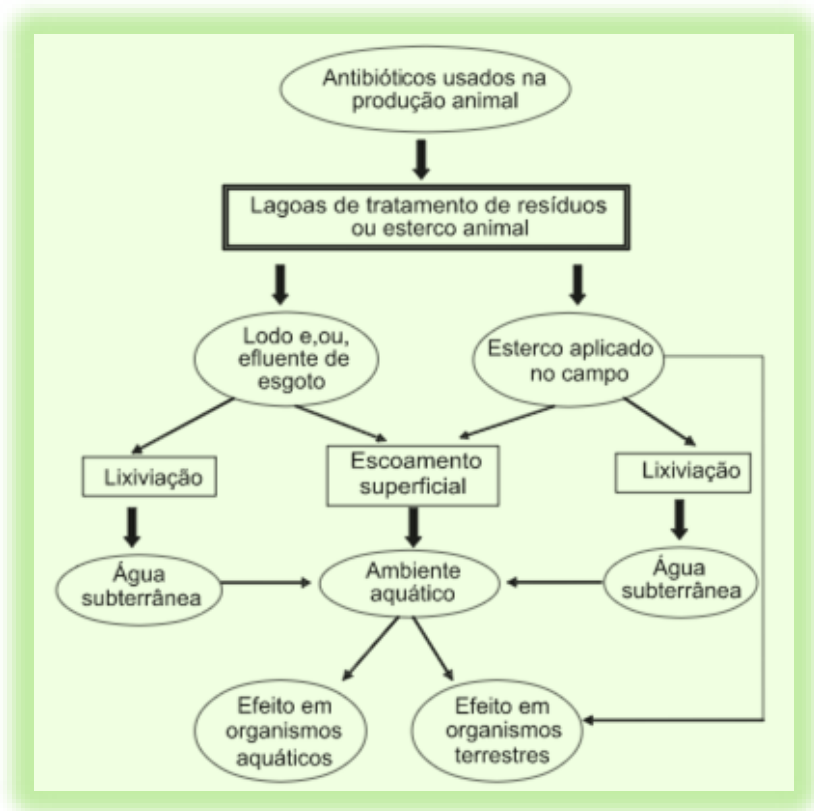 Antibióticos usados na
produção animal
Lagoas de tratamento de resíduos
ou esterco animal
Lodo e,ou,
efluente de
esgoto
Esterco aplicado
no campo
Lixiviação
Escoamento
superficial
Lixiviação
Água
subterrânea
Ambiente
aquático
Água
subterrânea
Efeito em
organismos
aquáticos
Efeito em
organismos
terrestres